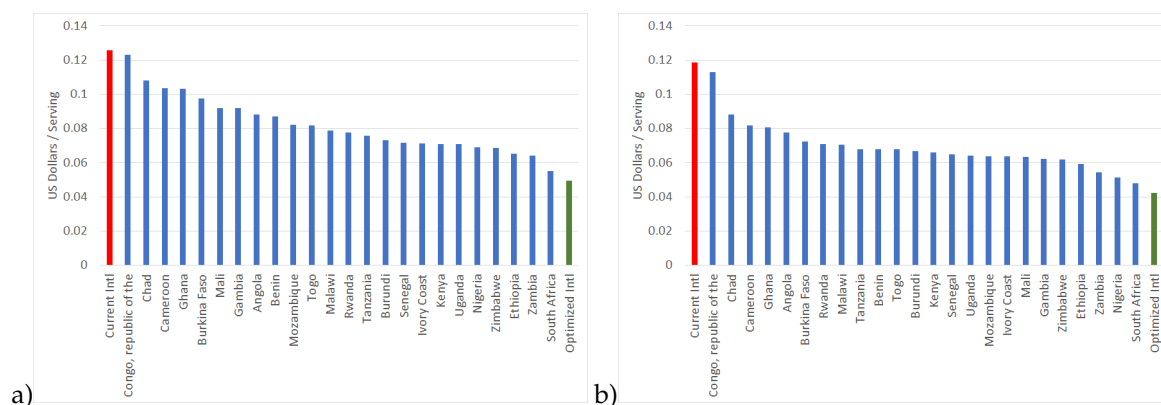 0.14
0.12
0.1
0.08
0.06
0.04
0.02
0
US Dollars / Serving
Current Intl
Congo, republic of the
Chad
Cameroon
Ghana
Burkina Faso
Mali
Gambia
Angola
Benin
Mozambique
Togo
Malawi
Rwanda
Tanzania
Burundi
Senegal
Ivory Coast
Kenya
Uganda
Nigeria
Zimbabwe
Ethiopia
Zambia
South Africa
Optimized Intl
a)
0.14
0.12
0.1
0.08
0.06
0.04
0.02
0
US Dollars / Serving
Current Intl
Congo, republic of the
Chad
Cameroon
Ghana
Angola
Burkina Faso
Rwanda
Malawi
Tanzania
Benin
Togo
Burundi
Kenya
Senegal
Uganda
Mozambique
Ivory Coast
Mali
Gambia
Zimbabwe
Ethiopia
Zambia
Nigeria
South Africa
Optimized Intl
b)